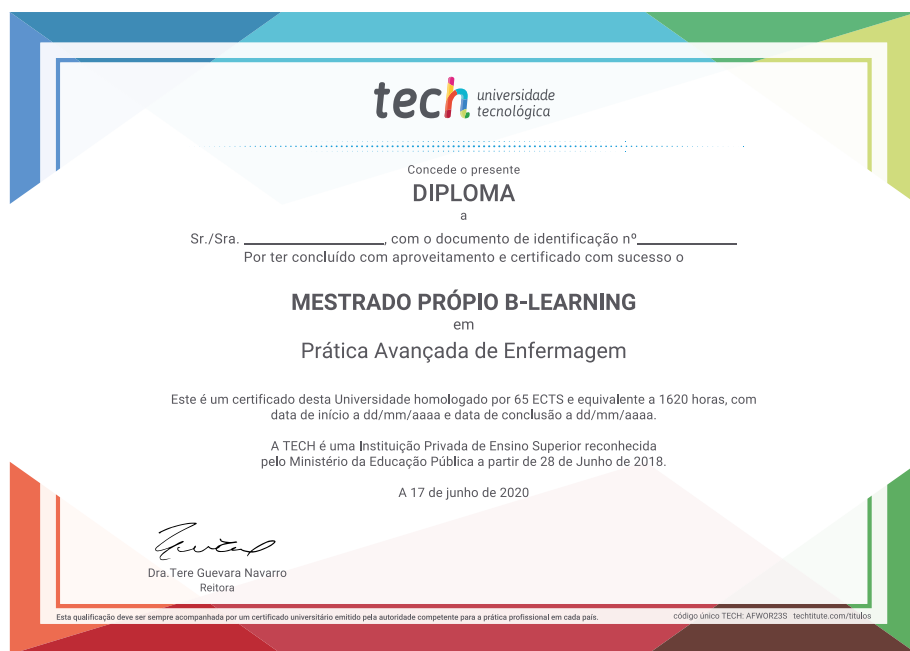 tech universidade
tecnológica
Concede o presente
DIPLOMA
a
Sr./Sra. ________________, com o documento de identificação nº____________
Por ter concluído com aproveitamento e certificado com sucesso o
MESTRADO PRÓPIO B-LEARNING
em
Prática Avançada de Enfermagem
Este é um certificado desta Universidade homologado por 65 ECTS e equivalente a 1620 horas, com
data de início a dd/mm/aaaa e data de conclusão a dd/mm/aaaa.
A TECH é uma Instituição Privada de Ensino Superior reconhecida
pelo Ministério da Educação Pública a partir de 28 de Junho de 2018.
A 17 de junho de 2020
Dra.Tere Guevara Navarro
Reitora
Esta qualificação deve ser sempre acompanhada por um certificado universitário emitido pela autoridade competente para a prática profissional em cada país.
código único TECH: AFWOR23S techtitute.com/titulos